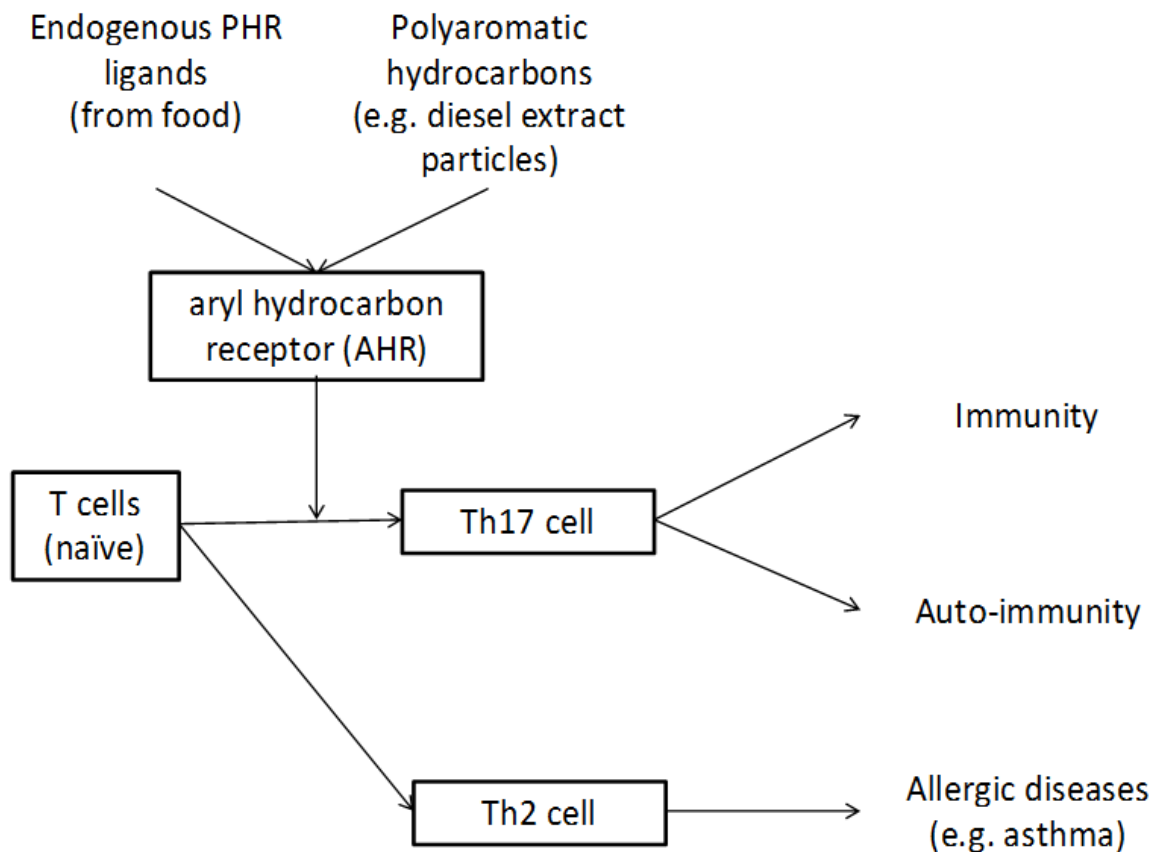 Endogenous PHR
ligands
(from food)
Polyaromatic
hydrocarbons
(e.g. diesel extract
particles)
aryl hydrocarbon
receptor (AHR)
Immunity
T cells
(naïve)
Th17 cell
Auto-immunity
Th2 cell
Allergic diseases
(e.g. asthma)